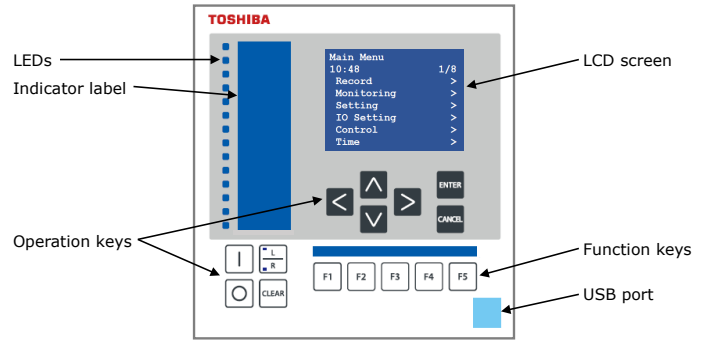 TOSHIBA
LEDs
Indicator label
LCD screen
Main Menu
10:48 1/8
Record >
Monitoring >
Setting >
IO Setting >
Control >
Time >
< ∧ ∨ >
ENTER
CANCEL
Operation keys
| L
R
O CLEAR
F1 F2 F3 F4 F5
Function keys
USB port